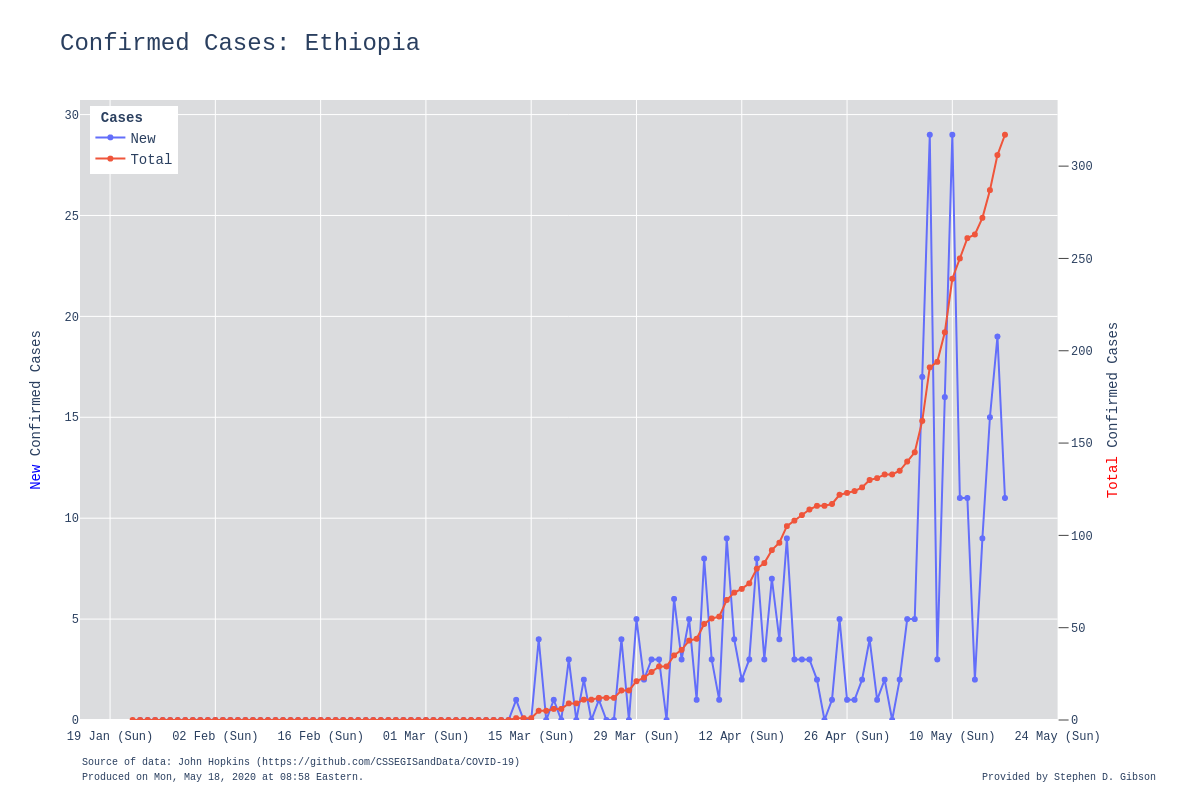 Confirmed Cases: Ethiopia
Cases
New
Total
30
25
20
15
10
5
0
New Confirmed Cases
300
250
200
150
100
50
0
Total Confirmed Cases
19 Jan (Sun) 02 Feb (Sun) 16 Feb (Sun) 01 Mar (Sun) 15 Mar (Sun) 29 Mar (Sun) 12 Apr (Sun) 26 Apr (Sun) 10 May (Sun) 24 May (Sun)
Source of data: John Hopkins (https://github.com/CSSEGISandData/COVID-19)
Produced on Mon, May 18, 2020 at 08:58 Eastern.
Provided by Stephen D. Gibson